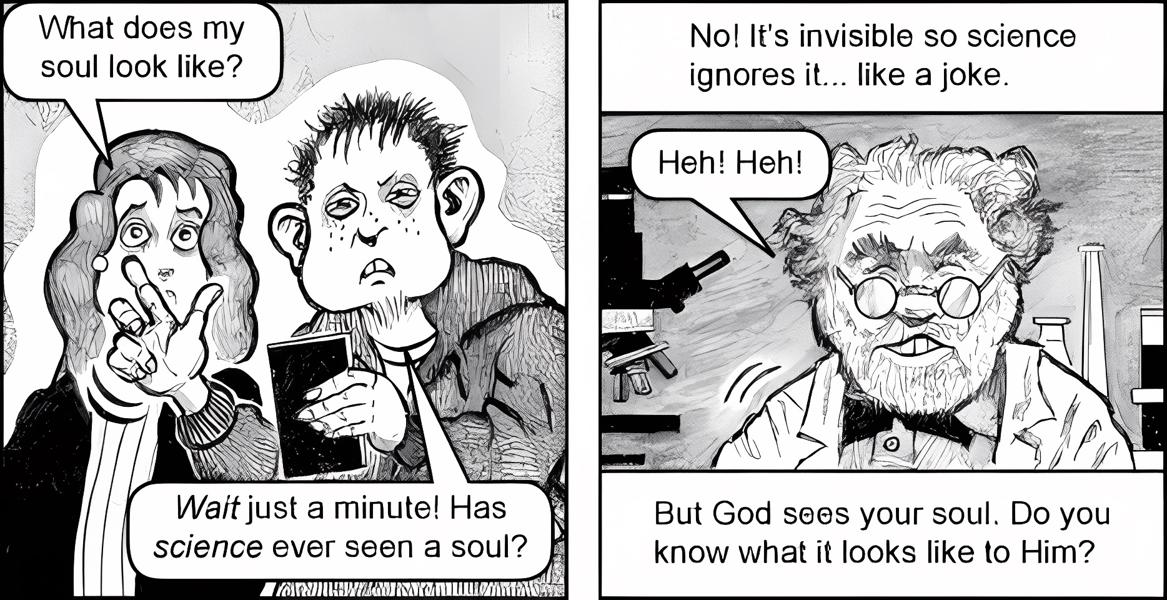 What does my
soul look like?
Wait just a minute! Has
science ever seen a soul?
No! It's invisible so science
ignores it... like a joke.
Heh! Heh!
But God sees your soul. Do you
know what it looks like to Him?